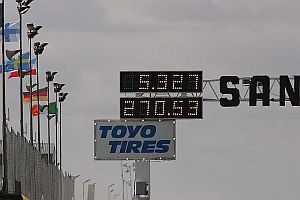 5.327
270.53
SAN
TOYO
TIRES